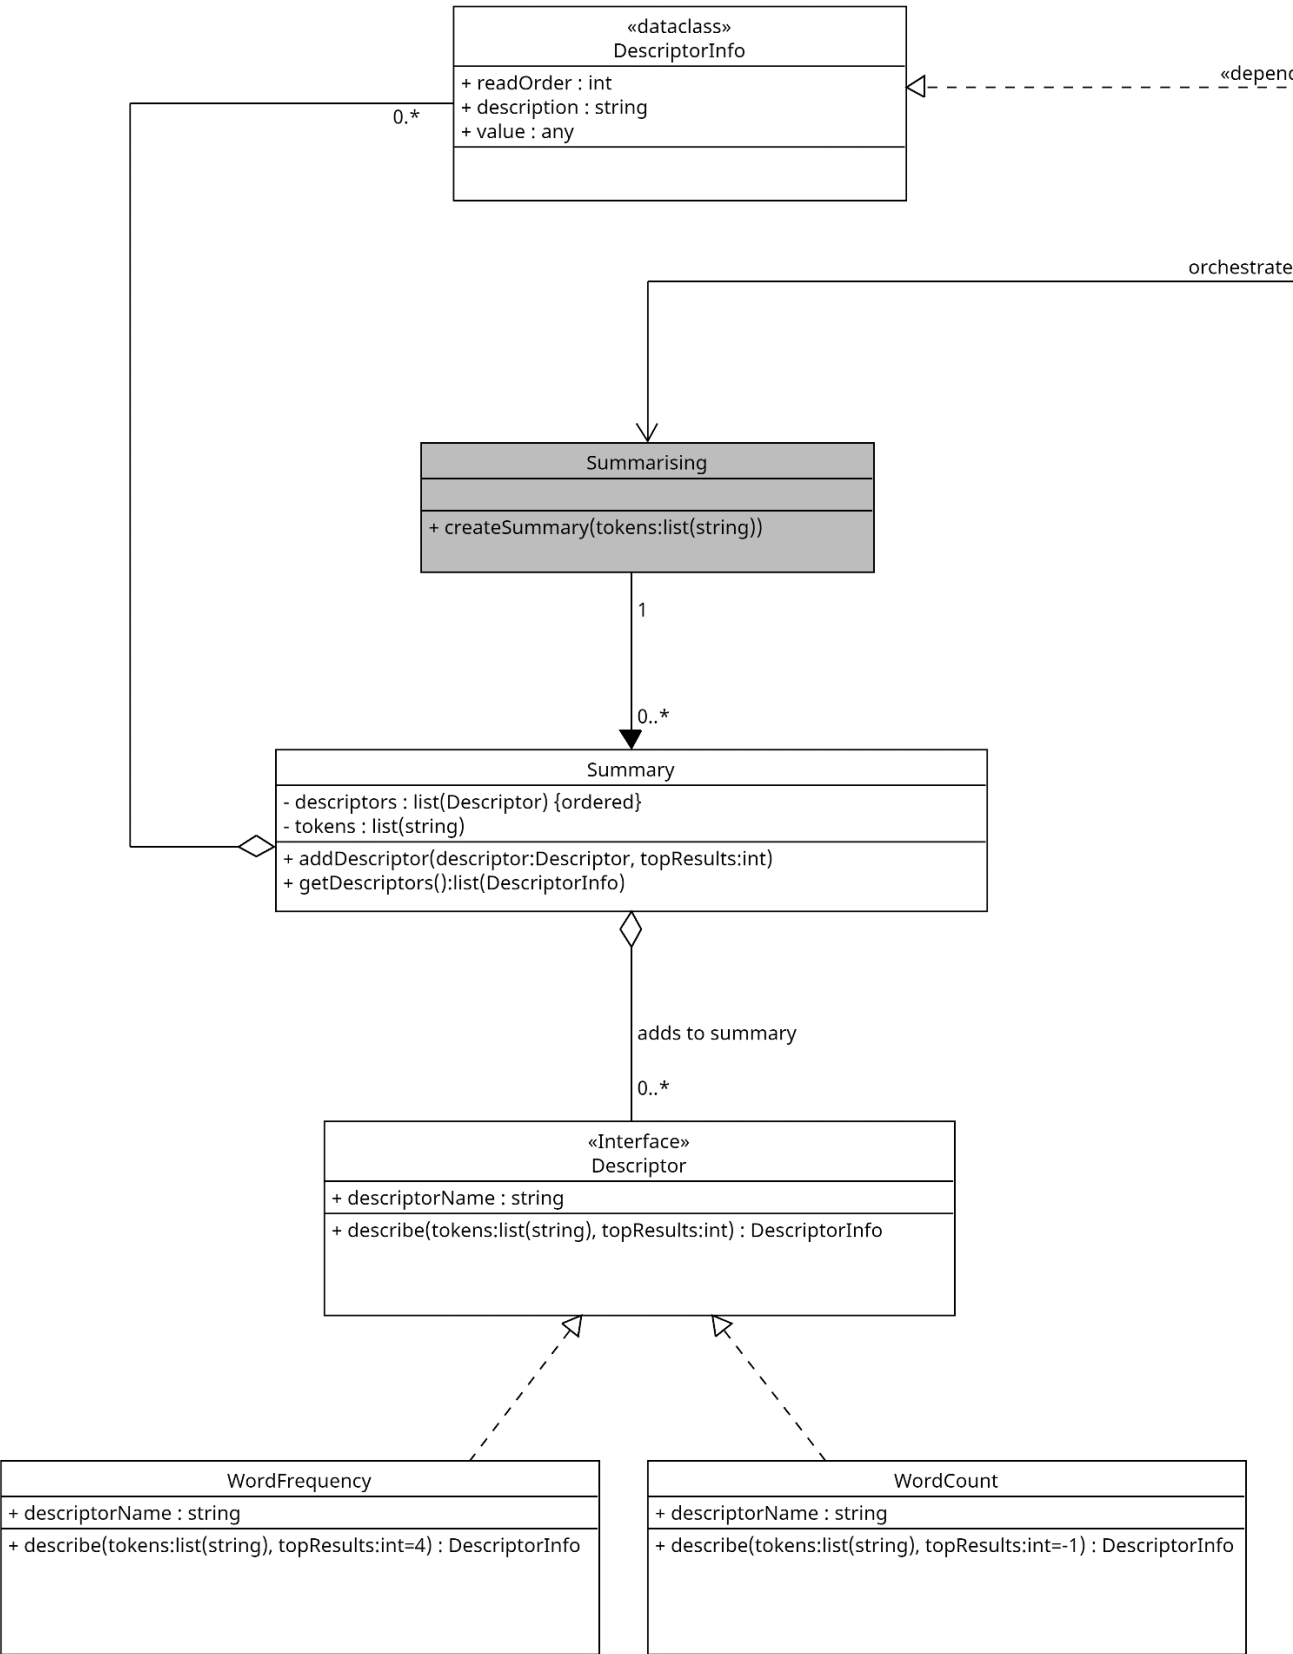 «dataclass»
DescriptorInfo
+ readOrder : int
+ description : string
+ value : any
«depend
0.*
orchestrate
Summarising
+ createSummary(tokens:list(string))
1
0..*
Summary
- descriptors : list(Descriptor) {ordered}
- tokens : list(string)
+ addDescriptor(descriptor:Descriptor, topResults:int)
+ getDescriptors():list(DescriptorInfo)
adds to summary
0..*
«Interface»
Descriptor
+ descriptorName : string
+ describe(tokens:list(string), topResults:int) : DescriptorInfo
WordFrequency
+ descriptorName : string
+ describe(tokens:list(string), topResults:int=4) : DescriptorInfo
WordCount
+ descriptorName : string
+ describe(tokens:list(string), topResults:int=-1) : DescriptorInfo